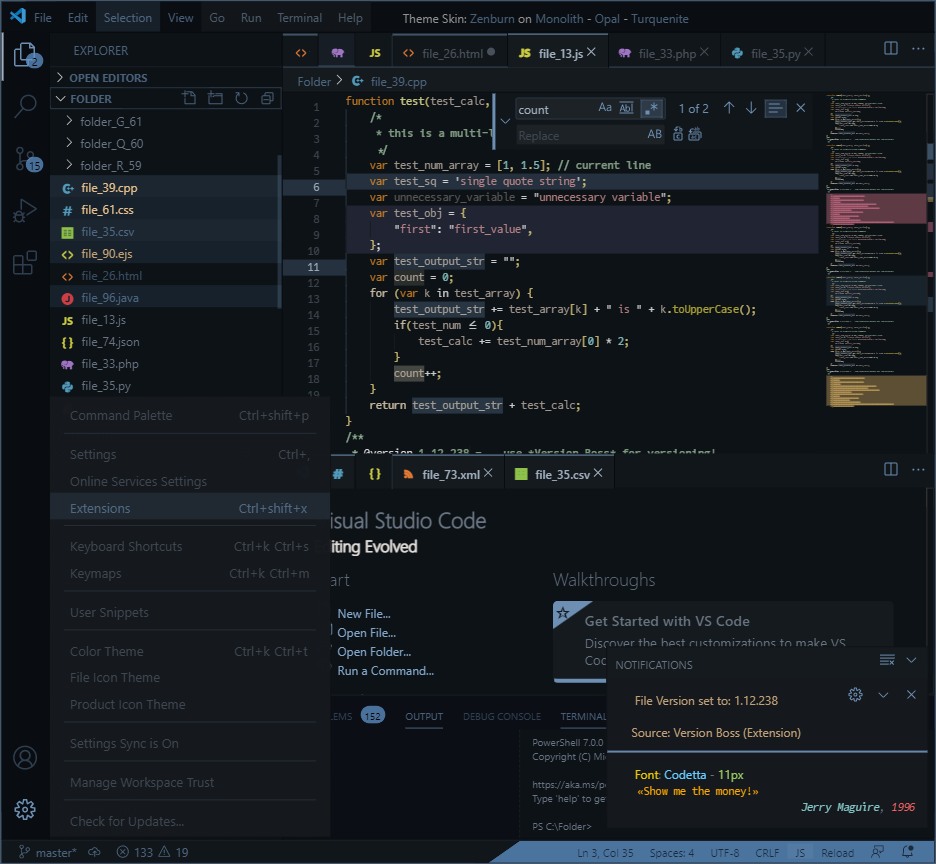 File Edit Selection View Go Run Terminal Help Theme Skin: Zenburn on Monolith - Opal - Turquenite
2
EXPLORER
JS file_26.html JS file_13.js file_33.php file_35.py
OPEN EDITORS
FOLDER
Folder > file_39.cpp
folder_G_61
folder_Q_60
folder_R_59
file_39.cpp
file_61.css
file_35.csv
file_90.ejs
file_26.html
file_96.java
JS file_13.js
{} file_74.json
file_33.php
file_35.py
15
count Aa Abl .* 1 of 2
Replace AB
1 function test(test_calc,
2 /*
3 * this is a multi-l
4 */
5 var test_num_array = [1, 1.5]; // current line
6 var test_sq = 'single quote string';
7 var unnecessary_variable = "unnecessary variable";
8 var test_obj = {
9 "first": "first_value",
10 };
11 var test_output_str = "";
12 var count = 0;
13 for (var k in test_array) {
14 test_output_str += test_array[k] + " is " + k.toUpperCase();
15 if(test_num ≤ 0){
16 test_calc += test_num_array[0] * 2;
17 }
18 count++;
19 }
return test_output_str + test_calc;
}
/**
* @version 1.12.238 - use *Version Boss* for versioning!
Command Palette Ctrl+shift+p
Settings Ctrl+,
Online Services Settings
Extensions Ctrl+shift+x
Keyboard Shortcuts Ctrl+k Ctrl+s
Keymaps Ctrl+k Ctrl+m
User Snippets
Color Theme Ctrl+k Ctrl+t
File Icon Theme
Product Icon Theme
Settings Sync is On
Manage Workspace Trust
Check for Updates...
# {} file_73.xml file_35.csv
isual Studio Code
iting Evolved
art
New File...
Open File...
Open Folder...
Run a Command...
Walkthroughs
Get Started with VS Code
Discover the best customizations to make VS
Cod
LEMS 152 OUTPUT DEBUG CONSOLE TERMINAL
PowerShell 7.0.0
Copyright (C) Mi
https://aka.ms/p
Type 'help' to ge
PS C:\Folder>
NOTIFICATIONS
File Version set to: 1.12.238
Source: Version Boss (Extension)
Font: Codetta - 11px
«Show me the money!»
Jerry Maguire, 1996
master* 133 19 Ln 3, Col 35 Spaces: 4 UTF-8 CRLF JS Reload